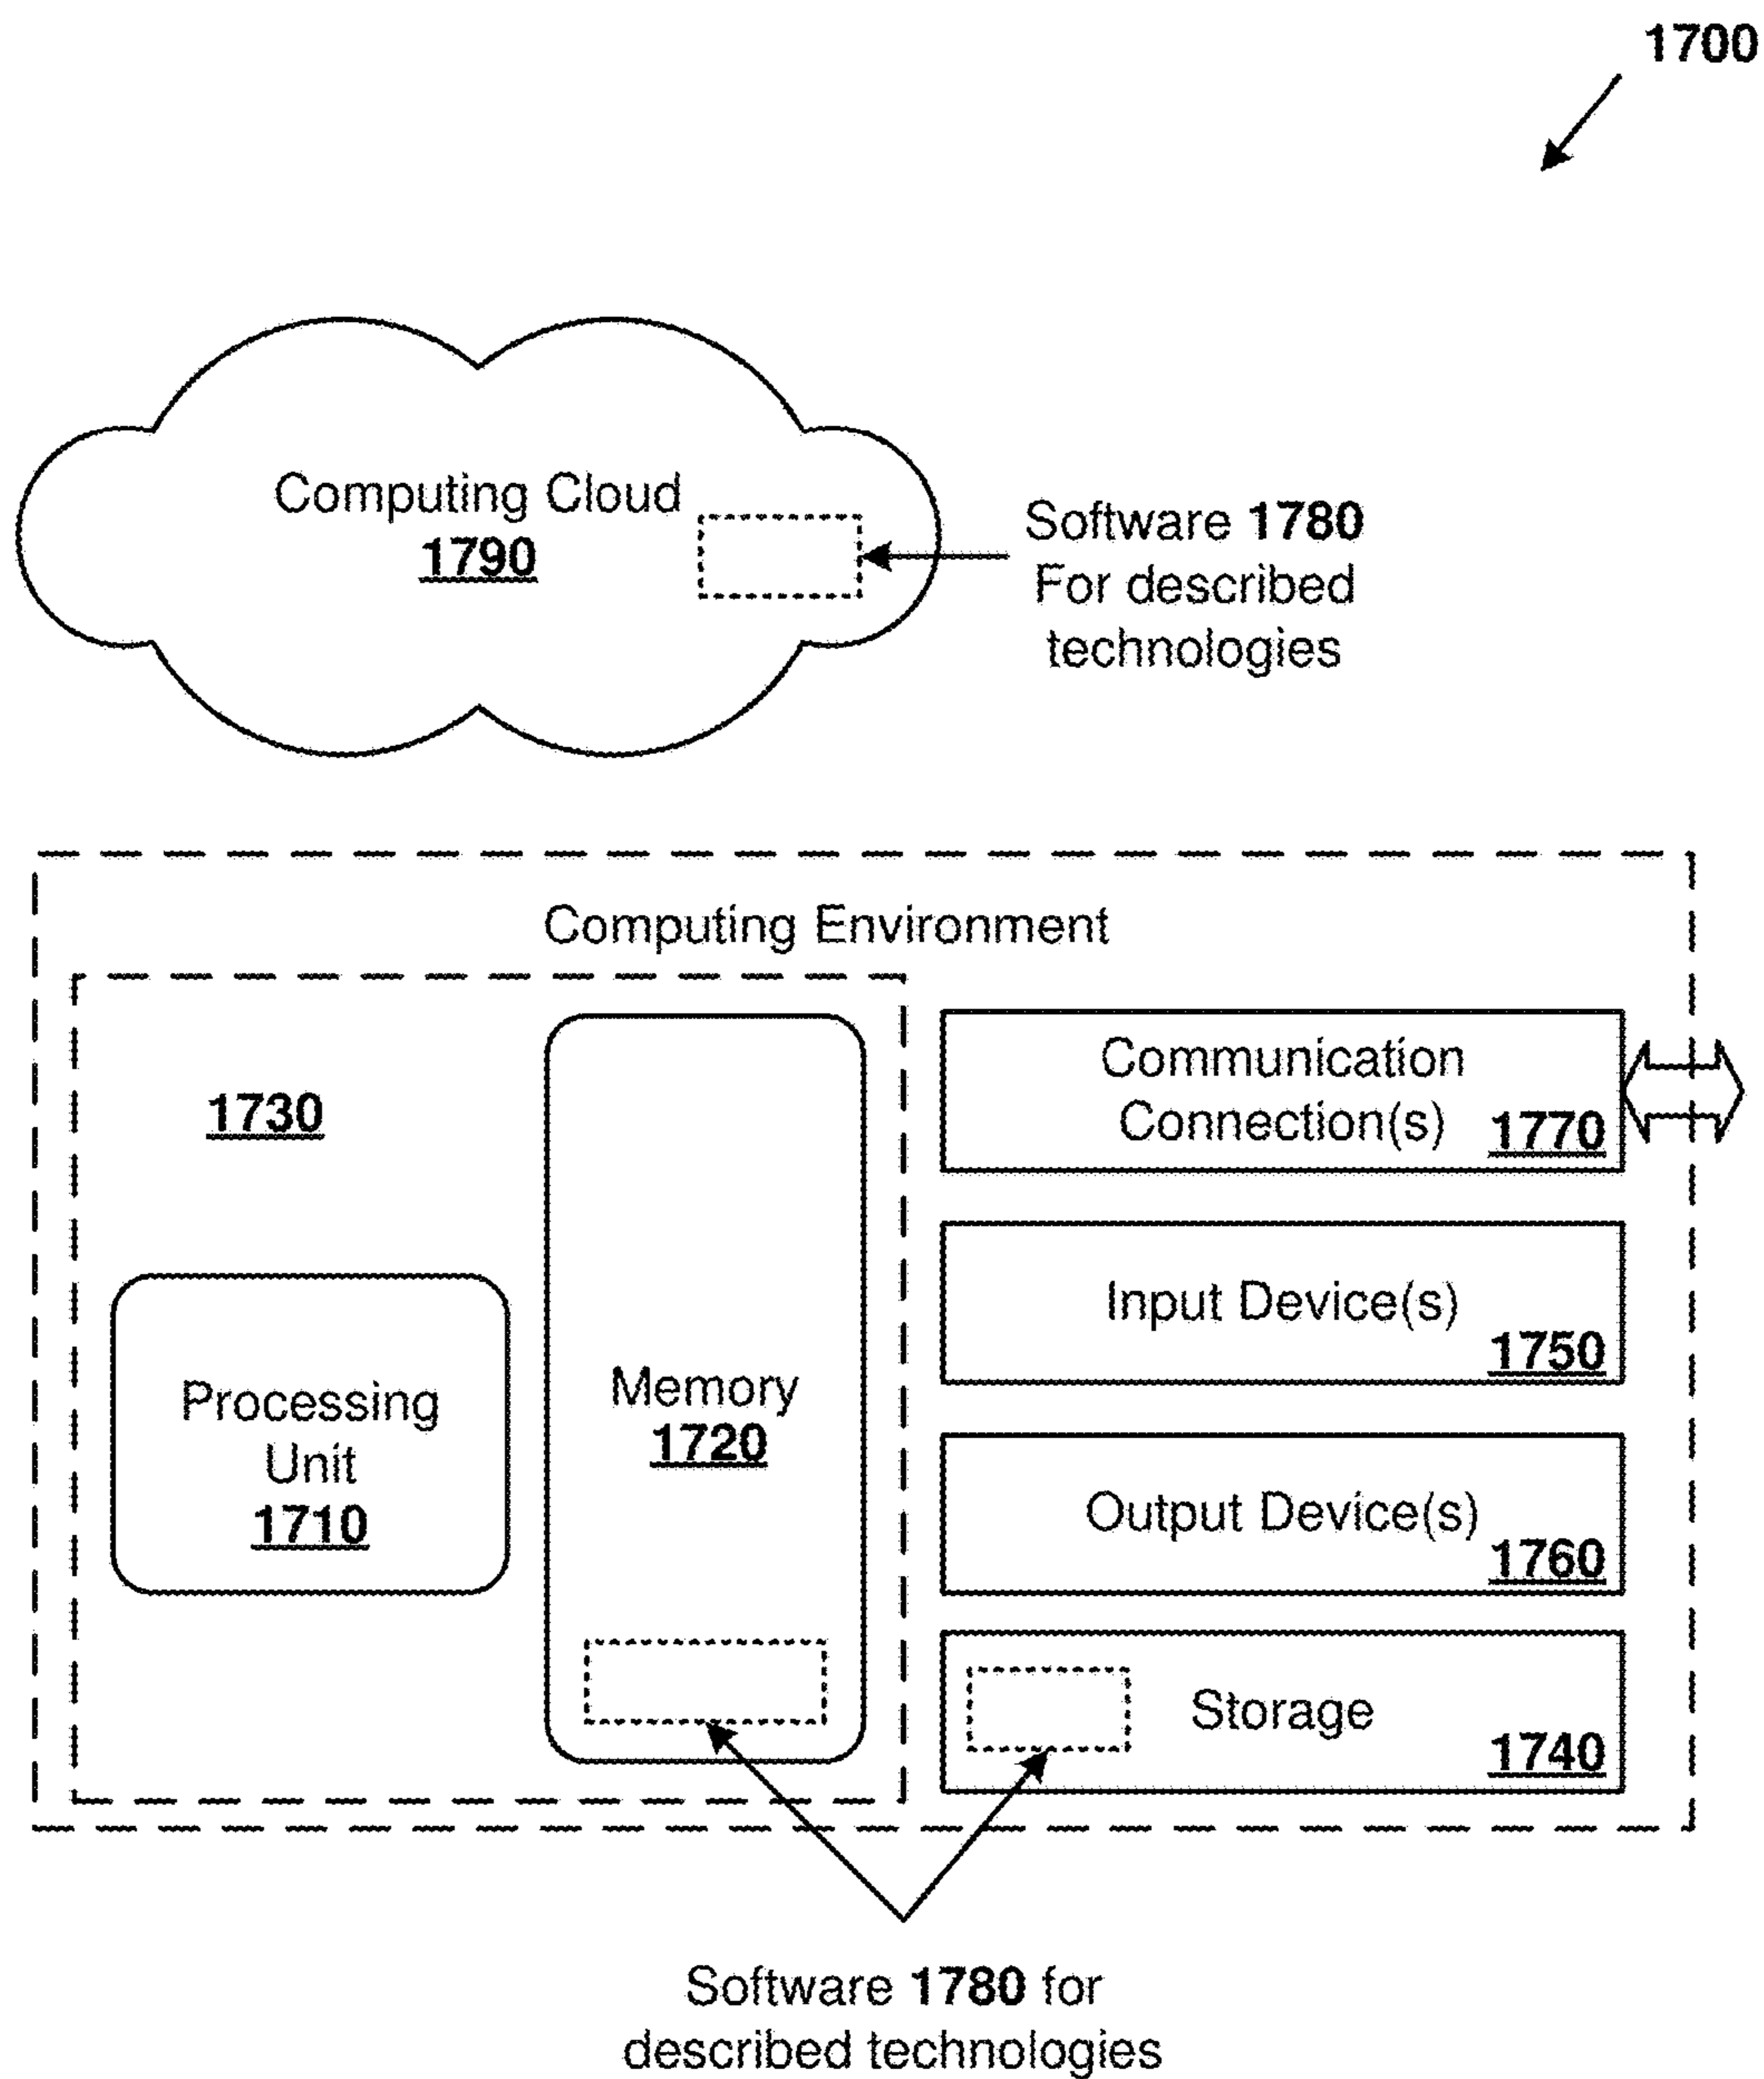 1700
Computing Cloud
1790
Software 1780
For described
technologies
Computing Environment
1730
Processing
Unit
1710
Memory
1720
Communication
Connection(s) 1770
Input Device(s)
1750
Output Device(s)
1760
Storage
1740
Software 1780 for
described technologies